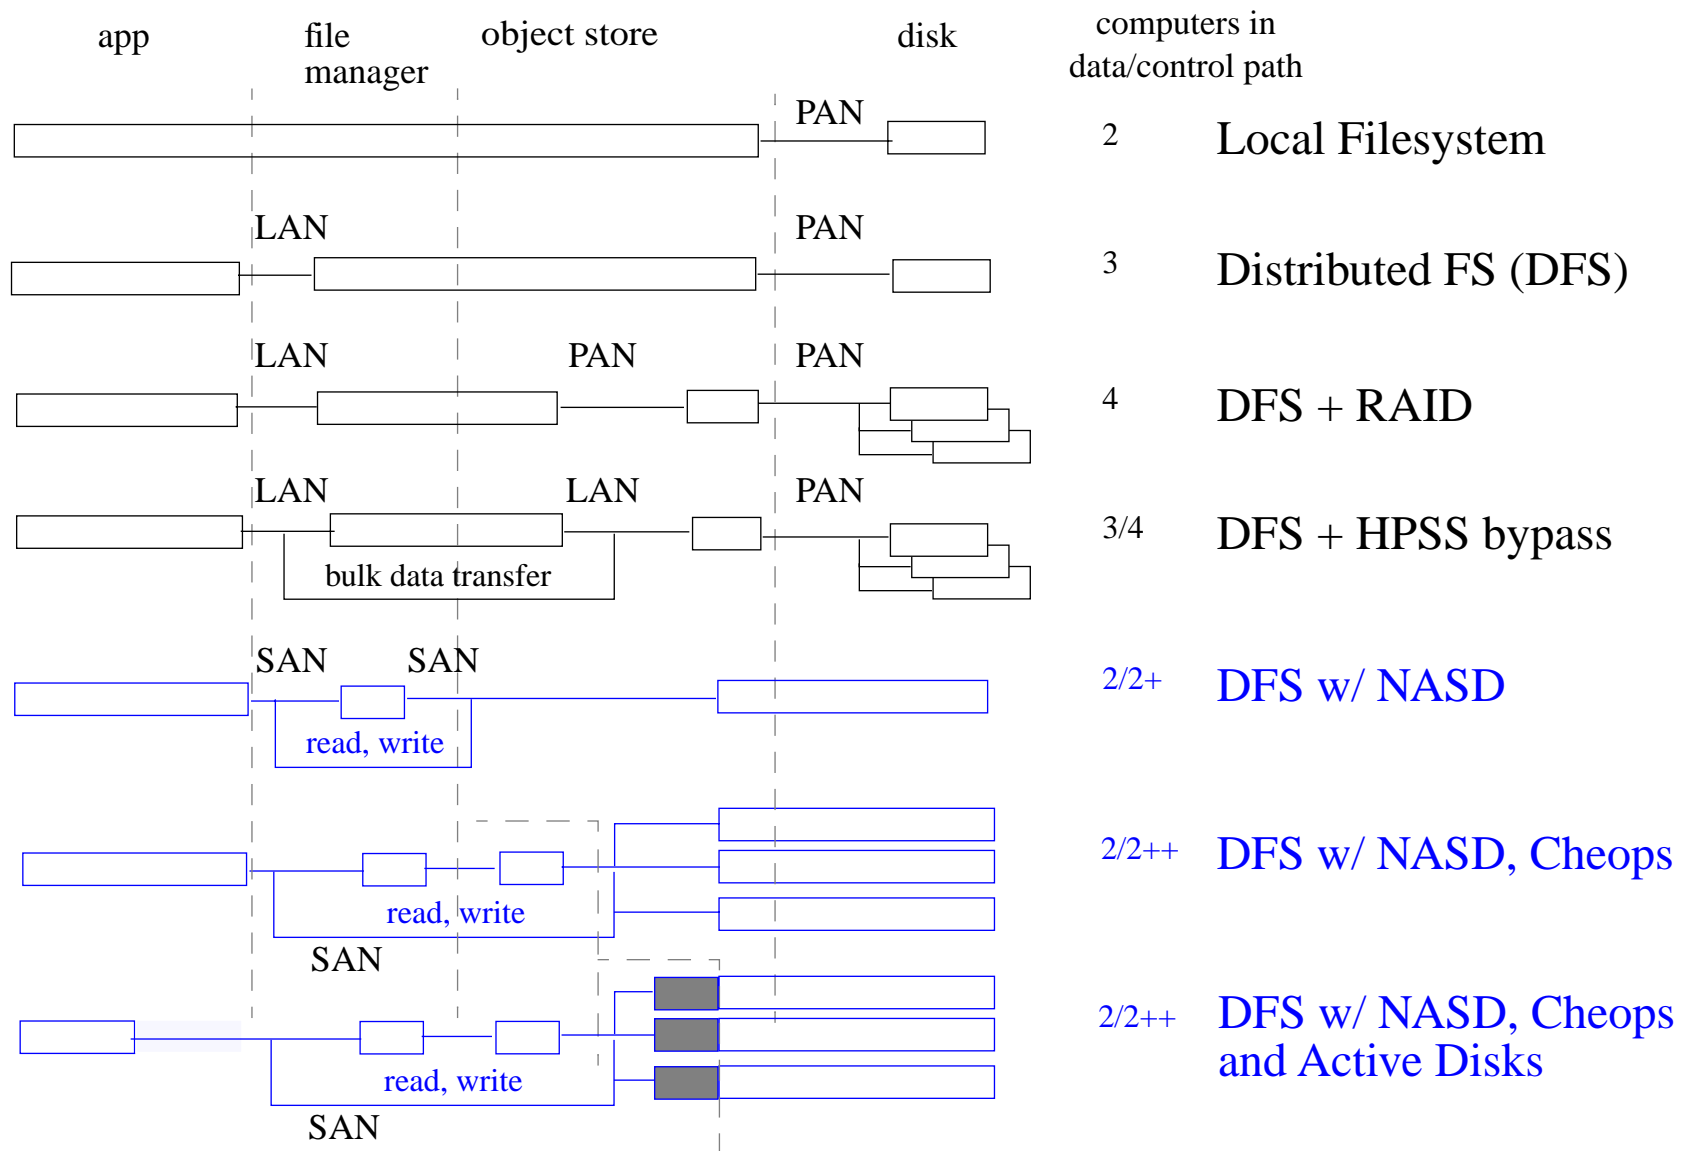 app
file
manager
object store
disk
computers in
data/control path
PAN
2
Local Filesystem
LAN
PAN
3
Distributed FS (DFS)
LAN
PAN
PAN
4
DFS + RAID
LAN
LAN
PAN
3/4
DFS + HPSS bypass
bulk data transfer
SAN
SAN
2/2+
DFS w/ NASD
read, write
2/2++
DFS w/ NASD, Cheops
read, write
SAN
2/2++
DFS w/ NASD, Cheops
and Active Disks
read, write
SAN